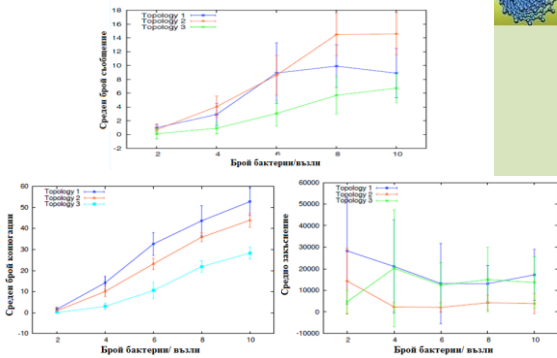 18
16
14
12
10
8
6
4
2
0
-2
Topology 1
Topology 2
Topology 3
Среден брой съобщение
2 4 6 8 10
Брой бактерии/възли
60
50
40
30
20
10
0
-10
Topology 1
Topology 2
Topology 3
Среден брой конюгации
2 4 6 8 10
Брой бактерии/ възли
60000
50000
40000
30000
20000
10000
0
-10000
Topology 1
Topology 2
Topology 3
Средно закъснение
2 4 6 8 10
Брой бактерии/ възли